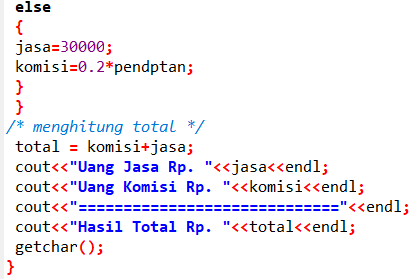 else
{
jasa=30000;
komisi=0.2*pendptan;
}
}
/* menghitung total */
total = komisi+jasa;
cout<<"Uang Jasa Rp. "<<jasa<<endl;
cout<<"Uang Komisi Rp. "<<komisi<<endl;
cout<<"=============================="<<endl;
cout<<"Hasil Total Rp. "<<total<<endl;
getchar();
}